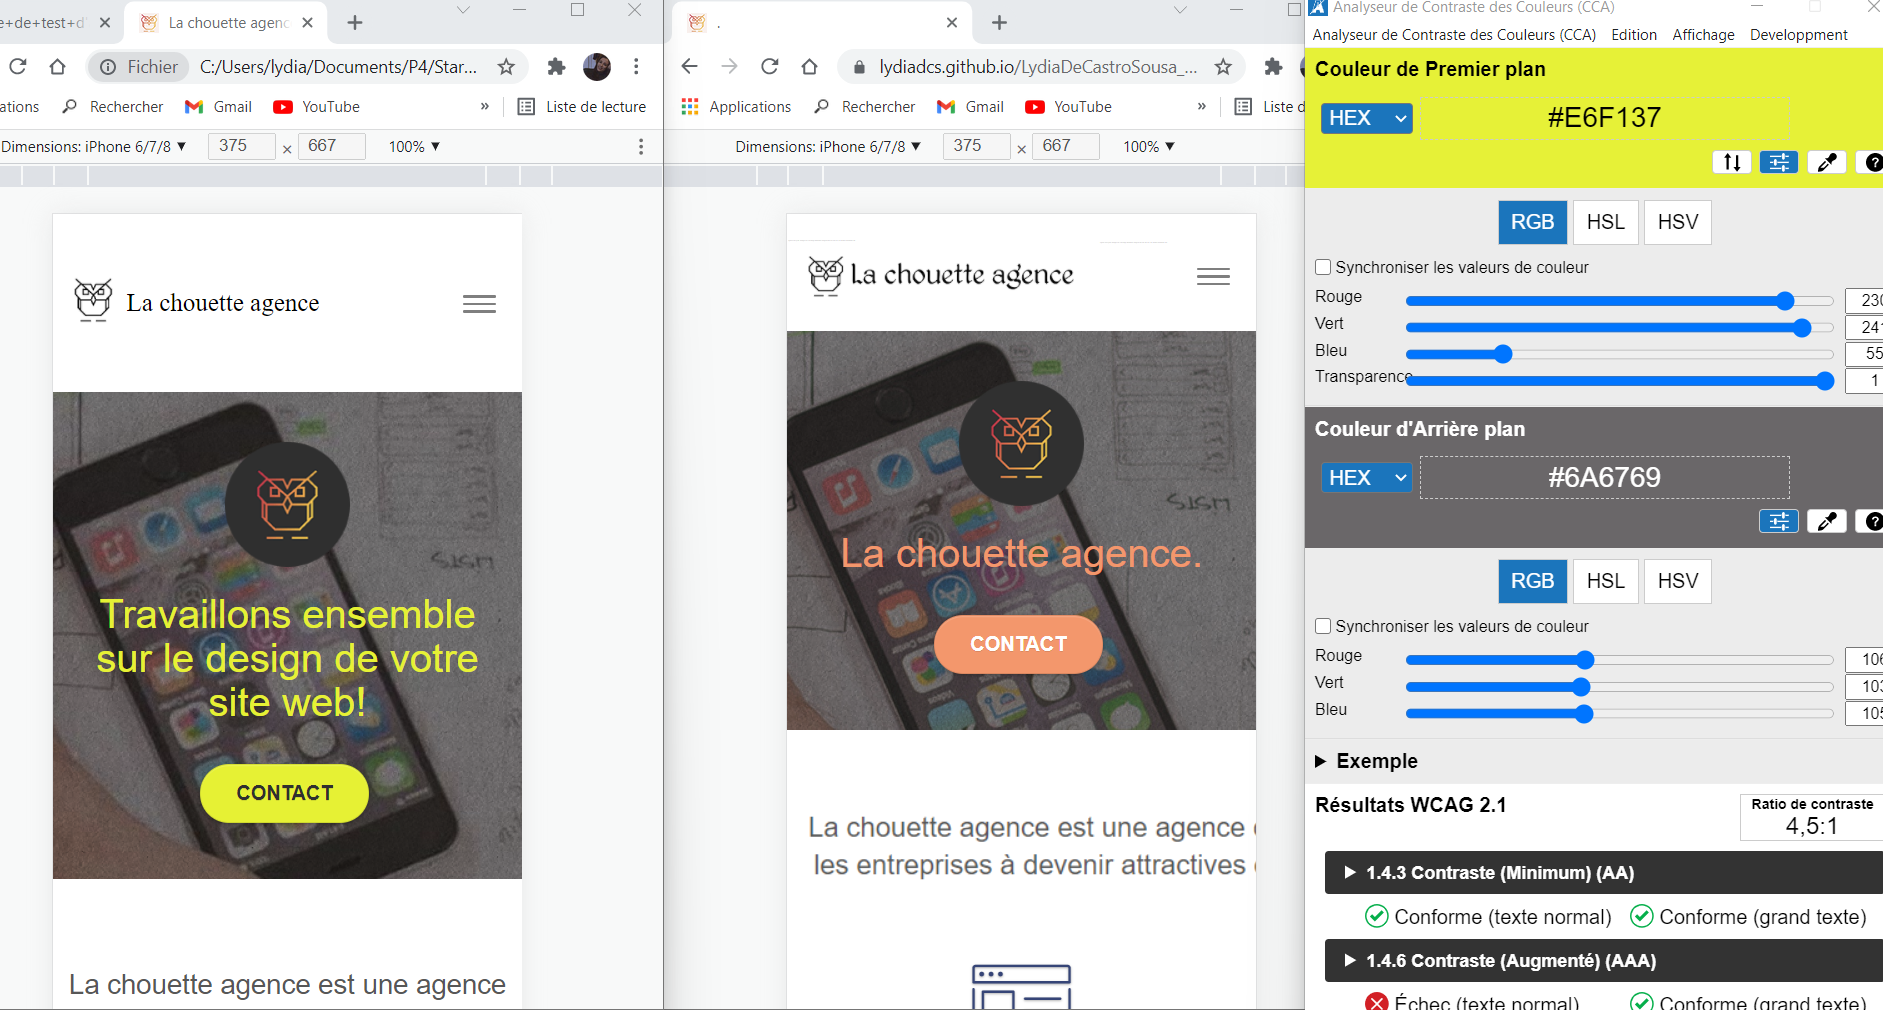 e+de+test+d'
La chouette agenc
Fichier
C:/Users/lydia/Documents/P4/Star...
ations
Rechercher
Gmail
YouTube
»
Liste de lecture
Dimensions: iPhone 6/7/8 ▼
375
×
667
100% ▼
La chouette agence
Travaillons ensemble
sur le design de votre
site web!
CONTACT
La chouette agence est une agence
.
lydiadcs.github.io/LydiaDeCastroSousa_...
Applications
Rechercher
Gmail
YouTube
»
Liste d
Dimensions: iPhone 6/7/8 ▼
375
×
667
100% ▼
La chouette agence
La chouette agence.
CONTACT
La chouette agence est une agence
les entreprises à devenir attractives
Analyseur de Contraste des Couleurs (CCA)
Analyseur de Contraste des Couleurs (CCA) Edition Affichage Developpment
Couleur de Premier plan
HEX
#E6F137
RGB HSL HSV
Synchroniser les valeurs de couleur
Rouge 230
Vert 241
Bleu 55
Transparence 1
Couleur d'Arrière plan
HEX
#6A6769
RGB HSL HSV
Synchroniser les valeurs de couleur
Rouge 106
Vert 103
Bleu 105
Exemple
Résultats WCAG 2.1
Ratio de contraste
4,5:1
1.4.3 Contraste (Minimum) (AA)
Conforme (texte normal) Conforme (grand texte)
1.4.6 Contraste (Augmenté) (AAA)
Échec (texte normal) Conforme (grand texte)